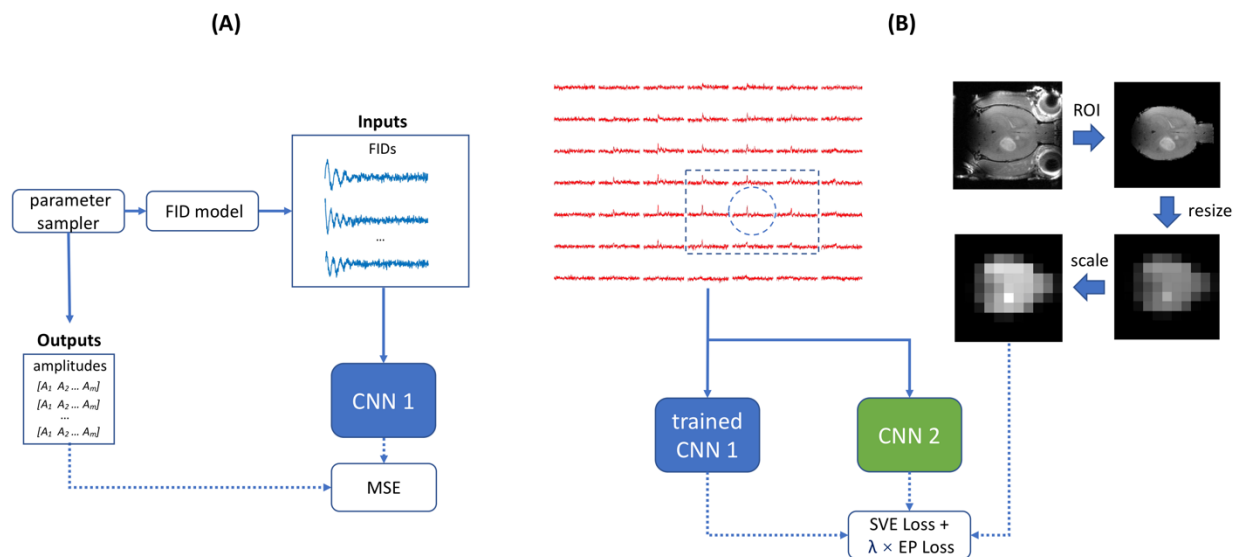 (A)
parameter
sampler
FID model
Inputs
FIDs
...
Outputs
amplitudes
[A₁ A₂ ... Aₘ]
[A₁ A₂ ... Aₘ]
...
[A₁ A₂ ... Aₘ]
CNN 1
MSE
(B)
ROI
resize
scale
trained
CNN 1
CNN 2
SVE Loss +
λ × EP Loss